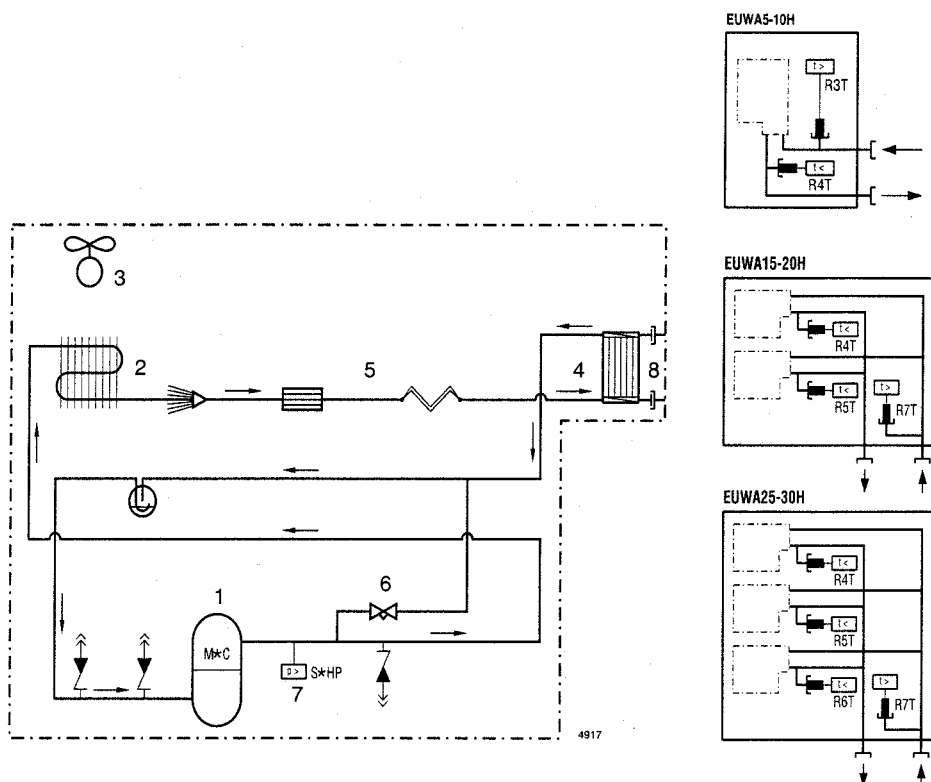 EUWA5-10H
t>
R3T
t<
R4T
3
2
5
4
8
6
1
M*C
p>
S*HP
7
4917
EUWA15-20H
t<
R4T
t<
R5T
t>
R7T
EUWA25-30H
t<
R4T
t<
R5T
t<
R6T
t>
R7T